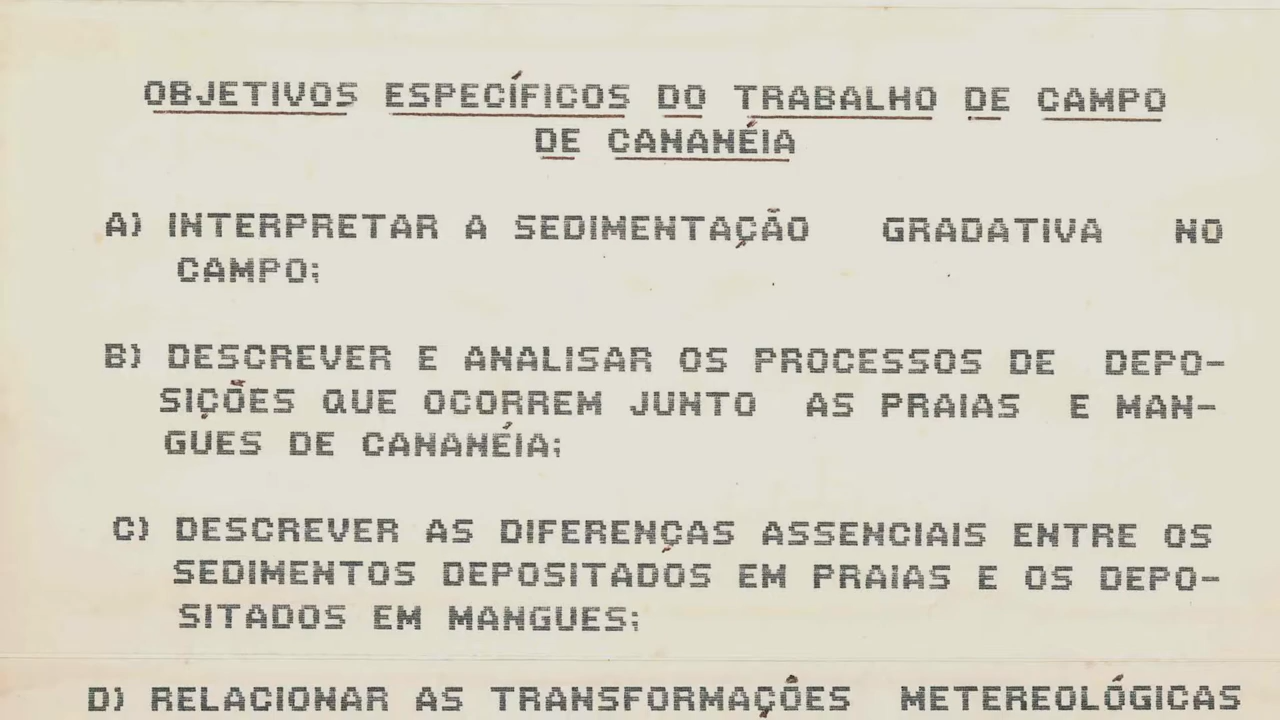 OBJETIVOS ESPECÍFICOS DO TRABALHO DE CAMPO
DE CANANÉIA
A) INTERPRETAR A SEDIMENTAÇÃO GRADATIVA NO
CAMPO;
B) DESCREVER E ANALISAR OS PROCESSOS DE DEPO-
SIÇÕES QUE OCORREM JUNTO AS PRAIAS E MAN-
GUES DE CANANÉIA;
C) DESCREVER AS DIFERENÇAS ASSENCIAIS ENTRE OS
SEDIMENTOS DEPOSITADOS EM PRAIAS E OS DEPO-
SITADOS EM MANGUES;
D) RELACIONAR AS TRANSFORMAÇÕES METEREOLÓGICAS